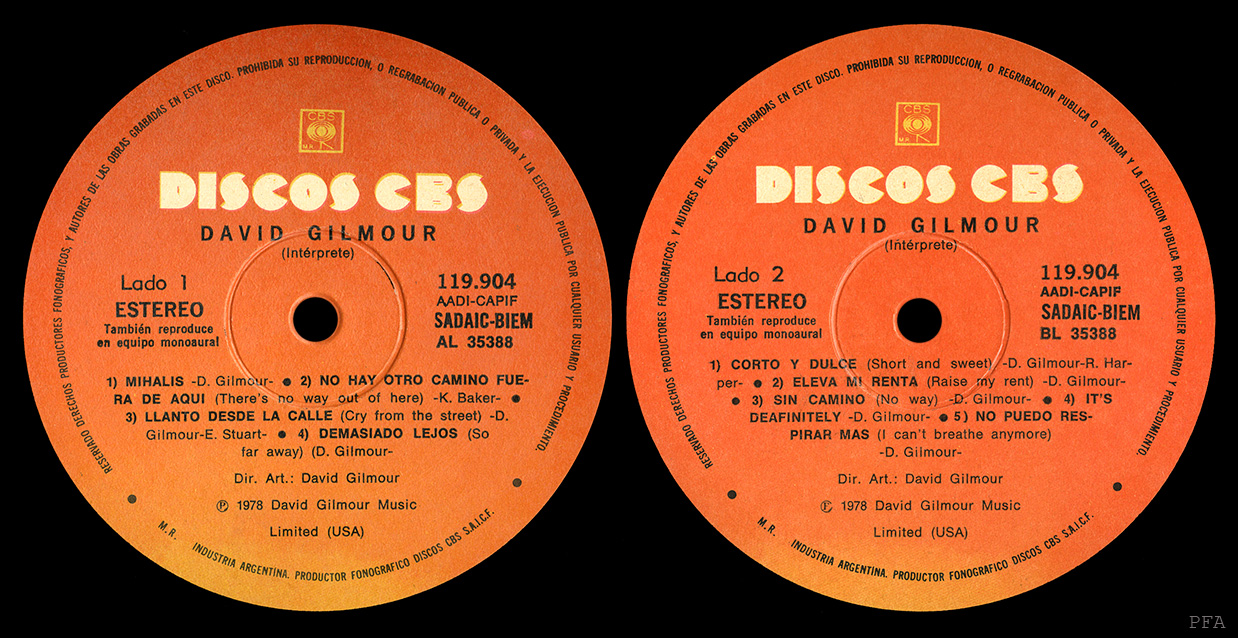 RESERVADO DERECHOS PRODUCTORES FONOGRAFICOS, Y AUTORES DE LAS OBRAS GRABADAS EN ESTE DISCO. PROHIBIDA SU REPRODUCCION, O REGRABACION PUBLICA O PRIVADA Y LA EJECUCION PUBLICA POR CUALQUIER USUARIO Y PROCEDIMIENTO.
CBS
M.R.
DISCOS CBS
DAVID GILMOUR
(Intérprete)
Lado 1
ESTEREO
También reproduce
en equipo monoaural
119.904
AADI-CAPIF
SADAIC-BIEM
AL 35388
1) MIHALIS -D. Gilmour- ● 2) NO HAY OTRO CAMINO FUE-
RA DE AQUI (There's no way out of here) -K. Baker- ●
3) LLANTO DESDE LA CALLE (Cry from the street) -D.
Gilmour-E. Stuart- ● 4) DEMASIADO LEJOS (So
far away) (D. Gilmour-
Dir. Art.: David Gilmour
℗ 1978 David Gilmour Music
Limited (USA)
M.R. INDUSTRIA ARGENTINA. PRODUCTOR FONOGRAFICO DISCOS CBS S.A.I.C.F.
RESERVADO DERECHOS PRODUCTORES FONOGRAFICOS, Y AUTORES DE LAS OBRAS GRABADAS EN ESTE DISCO. PROHIBIDA SU REPRODUCCION, O REGRABACION PUBLICA O PRIVADA Y LA EJECUCION PUBLICA POR CUALQUIER USUARIO Y PROCEDIMIENTO.
CBS
M.R.
DISCOS CBS
DAVID GILMOUR
(Intérprete)
Lado 2
ESTEREO
También reproduce
en equipo monoaural
119.904
AADI-CAPIF
SADAIC-BIEM
BL 35388
1) CORTO Y DULCE (Short and sweet) -D. Gilmour-R. Har-
per- ● 2) ELEVA MI RENTA (Raise my rent) -D. Gilmour-
● 3) SIN CAMINO (No way) -D. Gilmour- ● 4) IT'S
DEAFINITELY -D. Gilmour- ● 5) NO PUEDO RES-
PIRAR MAS (I can't breathe anymore)
-D. Gilmour-
Dir. Art.: David Gilmour
℗ 1978 David Gilmour Music
Limited (USA)
M.R. INDUSTRIA ARGENTINA. PRODUCTOR FONOGRAFICO DISCOS CBS S.A.I.C.F.
PFA